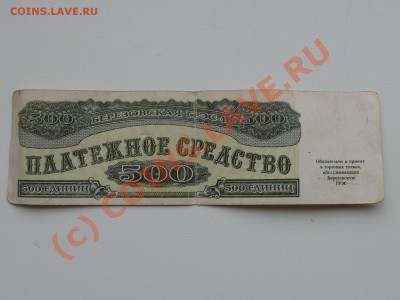 COINS.LAVE.RU
500 БЕРЕЗОВСКАЯ ГРЭС-1 500
ПЛАТЕЖНОЕ СРЕДСТВО
500
500 ЕДИНИЦ 500 ЕДИНИЦ
Обязательно к приему
в торговых точках,
обслуживающих
Березовскую
ГРЭС
(c) COINS.LAVE.RU